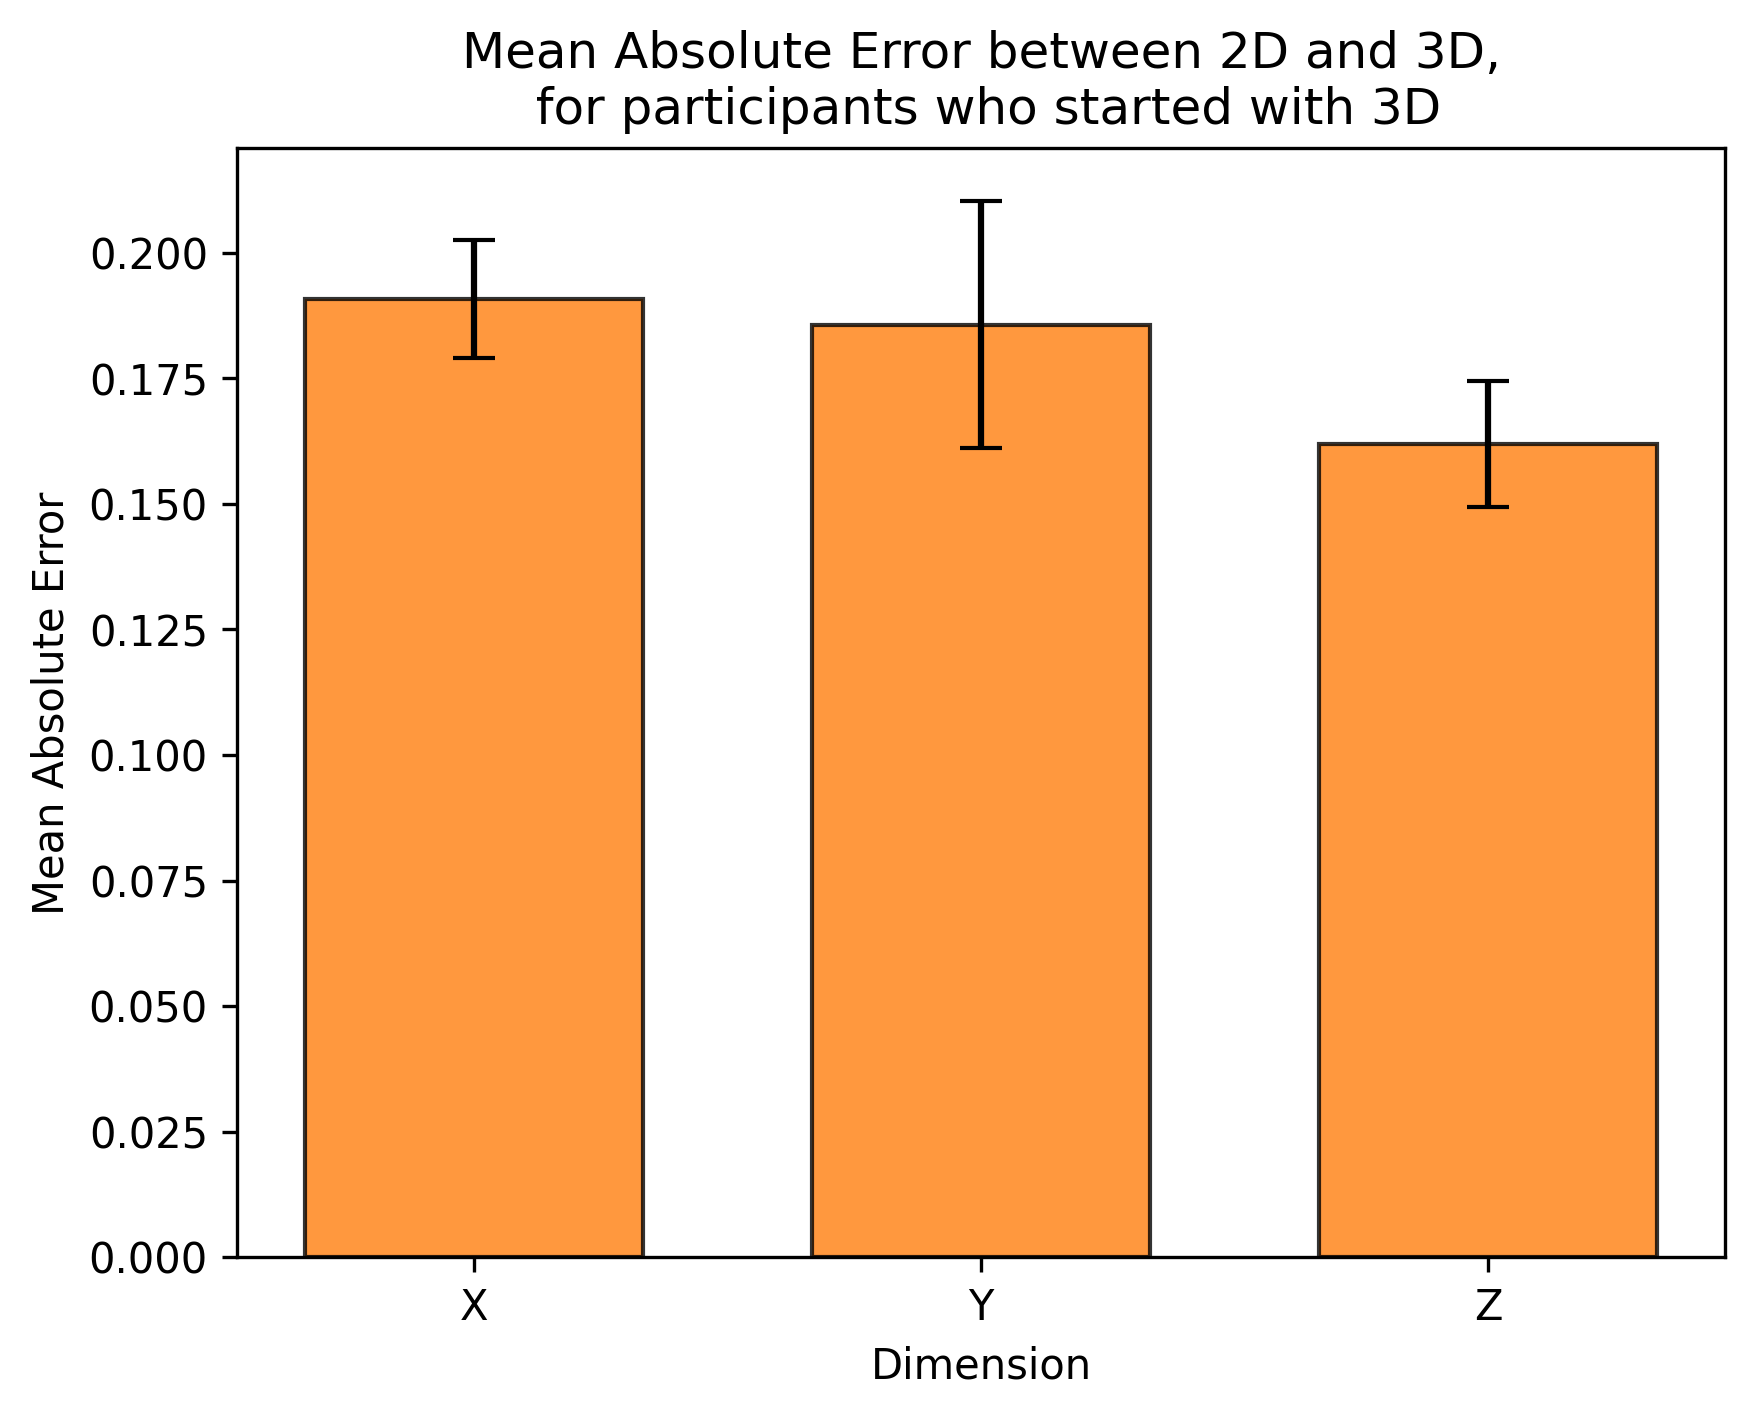 Mean Absolute Error between 2D and 3D,
for participants who started with 3D
Mean Absolute Error
0.200
0.175
0.150
0.125
0.100
0.075
0.050
0.025
0.000
X Y Z
Dimension